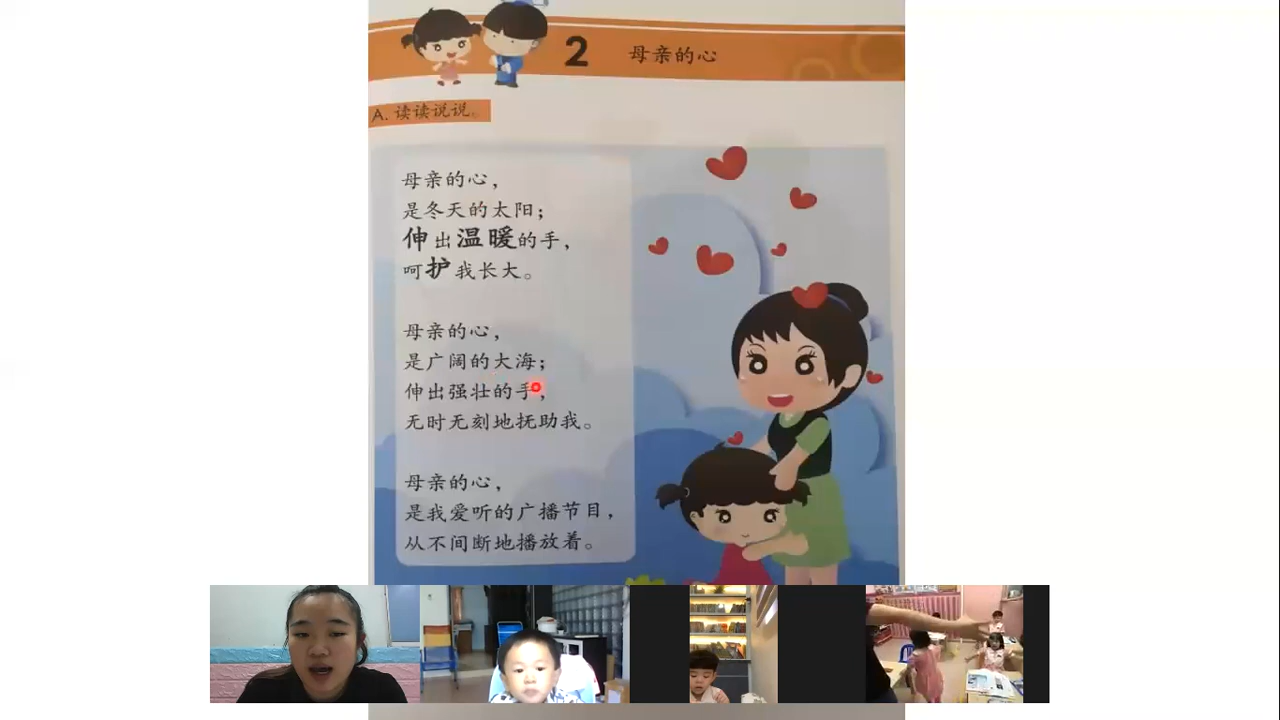 2 母亲的心
A. 读读说说。
母亲的心，
是冬天的太阳；
伸出温暖的手，
呵护我长大。
母亲的心，
是广阔的大海；
伸出强壮的手，
无时无刻地抚助我。
母亲的心，
是我爱听的广播节目，
从不间断地播放着。